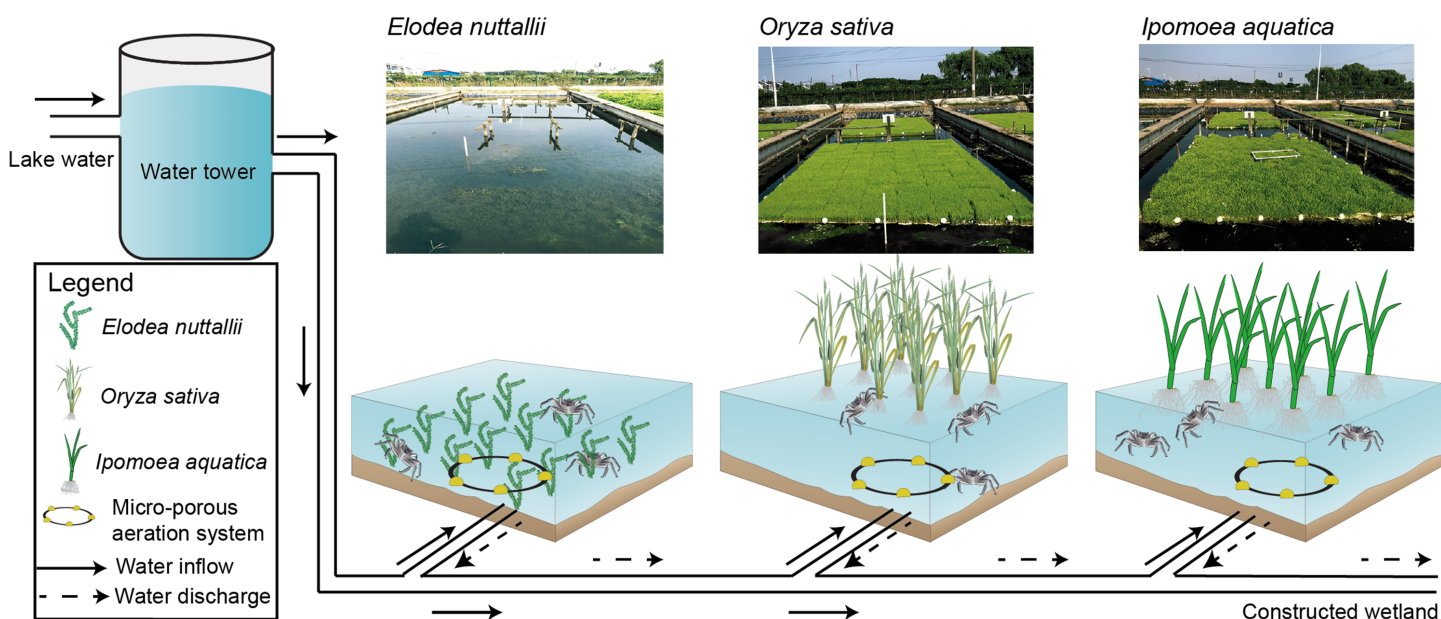 Elodea nuttallii
Oryza sativa
Ipomoea aquatica
Lake water
Water tower
Legend
Elodea nuttallii
Oryza sativa
Ipomoea aquatica
Micro-porous
aeration system
Water inflow
Water discharge
Constructed wetland